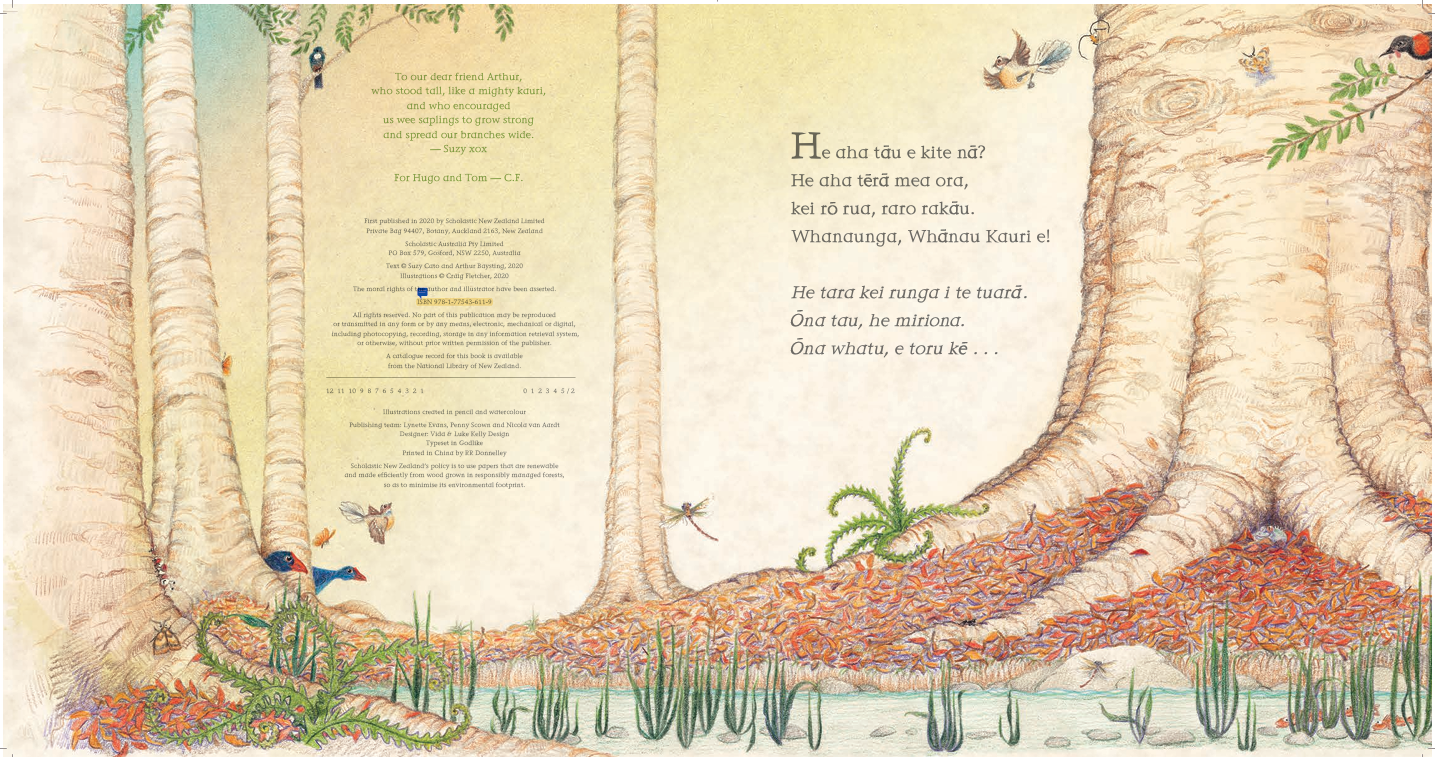 To our dear friend Arthur,
who stood tall, like a mighty kauri,
and who encouraged
us wee saplings to grow strong
and spread our branches wide.
— Suzy xox
For Hugo and Tom — C.F.
First published in 2020 by Scholastic New Zealand Limited
Private Bag 94407, Botany, Auckland 2163, New Zealand
Scholastic Australia Pty Limited
PO Box 579, Gosford, NSW 2250, Australia
Text © Suzy Cato and Arthur Baysting, 2020
Illustrations © Craig Fletcher, 2020
The moral rights of the author and illustrator have been asserted.
ISBN 978-1-77543-611-9
All rights reserved. No part of this publication may be reproduced
or transmitted in any form or by any means, electronic, mechanical or digital,
including photocopying, recording, storage in any information retrieval system,
or otherwise, without prior written permission of the publisher.
A catalogue record for this book is available
from the National Library of New Zealand.
12 11 10 9 8 7 6 5 4 3 2 1 0 1 2 3 4 5 / 2
Illustrations created in pencil and watercolour
Publishing team: Lynette Evans, Penny Scown and Nicola van Aardt
Designer: Vida & Luke Kelly Design
Typeset in Godlike
Printed in China by RR Donnelley
Scholastic New Zealand's policy is to use papers that are renewable
and made efficiently from wood grown in responsibly managed forests,
so as to minimise its environmental footprint.
He aha tāu e kite nā?
He aha tērā mea ora,
kei rō rua, raro rakāu.
Whanaunga, Whānau Kauri e!
He tara kei runga i te tuarā.
Ōna tau, he miriona.
Ōna whatu, e toru kē . . .